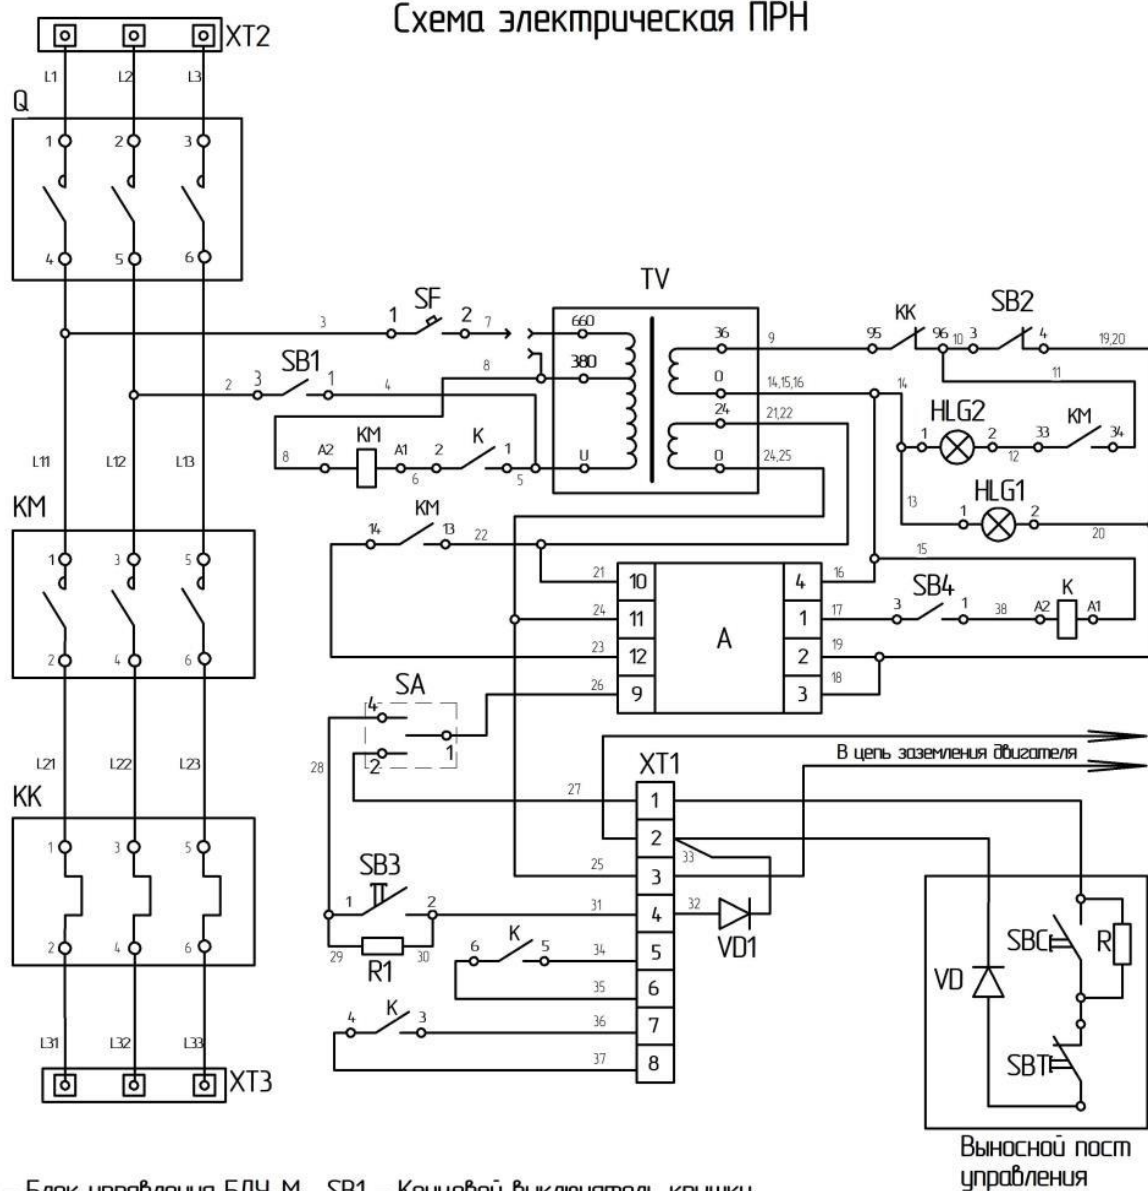 Схема электрическая ПРН
XT2
L1 L2 L3
Q
1 2 3
4 5 6
SF
1 2
3 7
SB1
3 1
2 4
8
TV
660
380
U
36
0
24
0
9
14,15,16
21,22
24,25
KK
95 96
10
SB2
3 4
19,20
11
14
HLG2
1 2
12
KM
33 34
HLG1
1 2
13
20
15
8
A2
KM
A1
6
2
K
1
5
L11 L12 L13
KM
14 13
22
KM
1 3 5
2 4 6
21 10
24 11
23 12
26 9
A
4 16
1 17
2 19
3 18
SB4
3 1
38
K
A2 A1
SA
4
1
2
28
27
В цепь заземления двигателя
L21 L22 L23
KK
1 3 5
2 4 6
XT1
1
2
3
4
5
6
7
8
33
25
31
32
VD1
SB3
1 2
29 30
R1
K
6 5
34
35
K
4 3
36
37
VD
SBC
R
SBT
L31 L32 L33
XT3
Выносной пост
управления
Блок управления БДУ-М SB1 - Концевой выключатель крышки